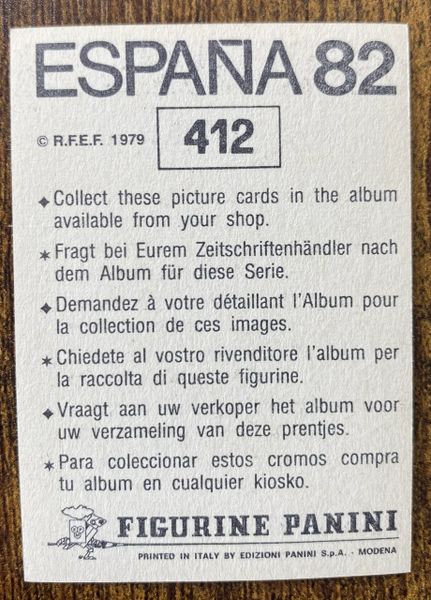 ESPAÑA 82
© R.F.E.F. 1979 412
◆ Collect these picture cards in the album
available from your shop.
✶ Fragt bei Eurem Zeitschriftenhändler nach
dem Album für diese Serie.
◆ Demandez à votre détaillant l'Album pour
la collection de ces images.
✶ Chiedete al vostro rivenditore l'album per
la raccolta di queste figurine.
◆ Vraagt aan uw verkoper het album voor
uw verzameling van deze prentjes.
✶ Para coleccionar estos cromos compra
tu album en cualquier kiosko.
FIGURINE PANINI
PRINTED IN ITALY BY EDIZIONI PANINI S.p.A. - MODENA